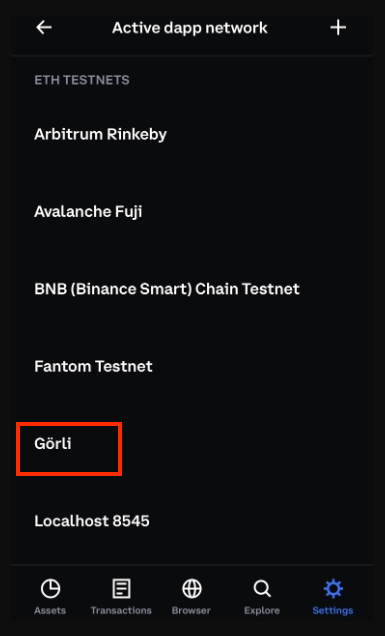 Active dapp network
ETH TESTNETS
Arbitrum Rinkeby
Avalanche Fuji
BNB (Binance Smart) Chain Testnet
Fantom Testnet
Görli
Localhost 8545
Assets Transactions Browser Explore Settings